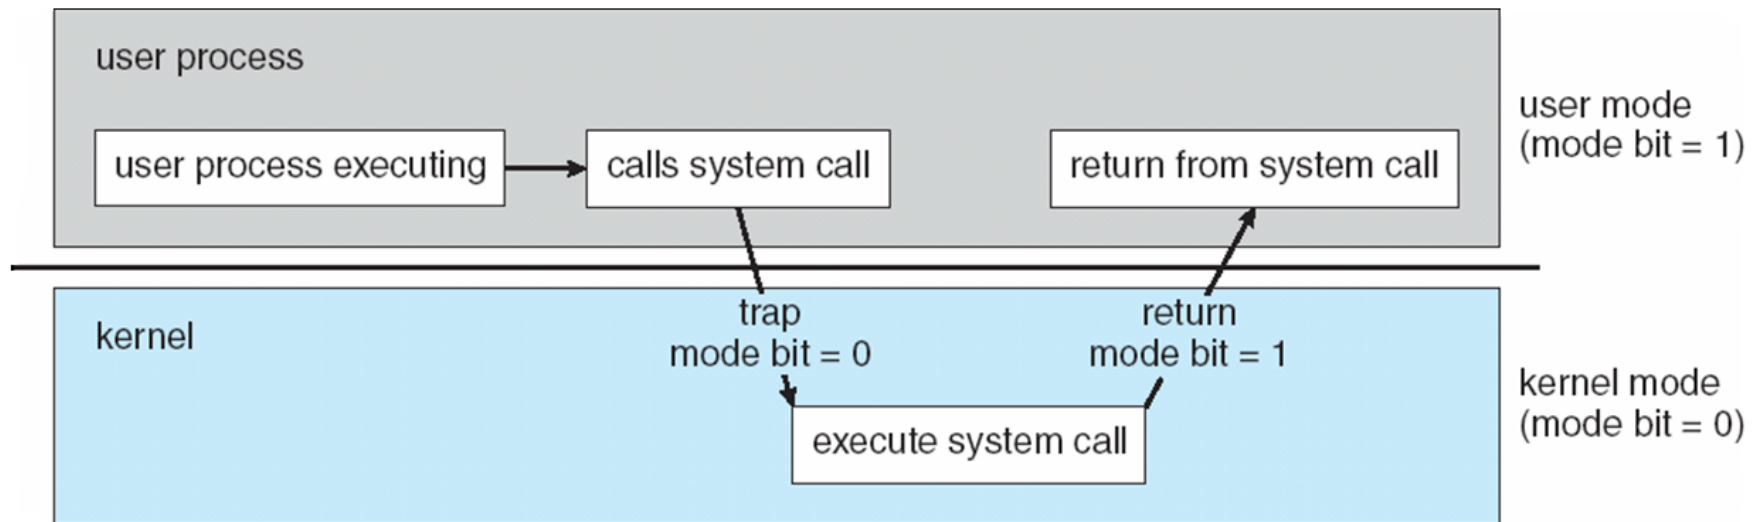 user process
user process executing
calls system call
return from system call
user mode
(mode bit = 1)
kernel
trap
mode bit = 0
return
mode bit = 1
execute system call
kernel mode
(mode bit = 0)